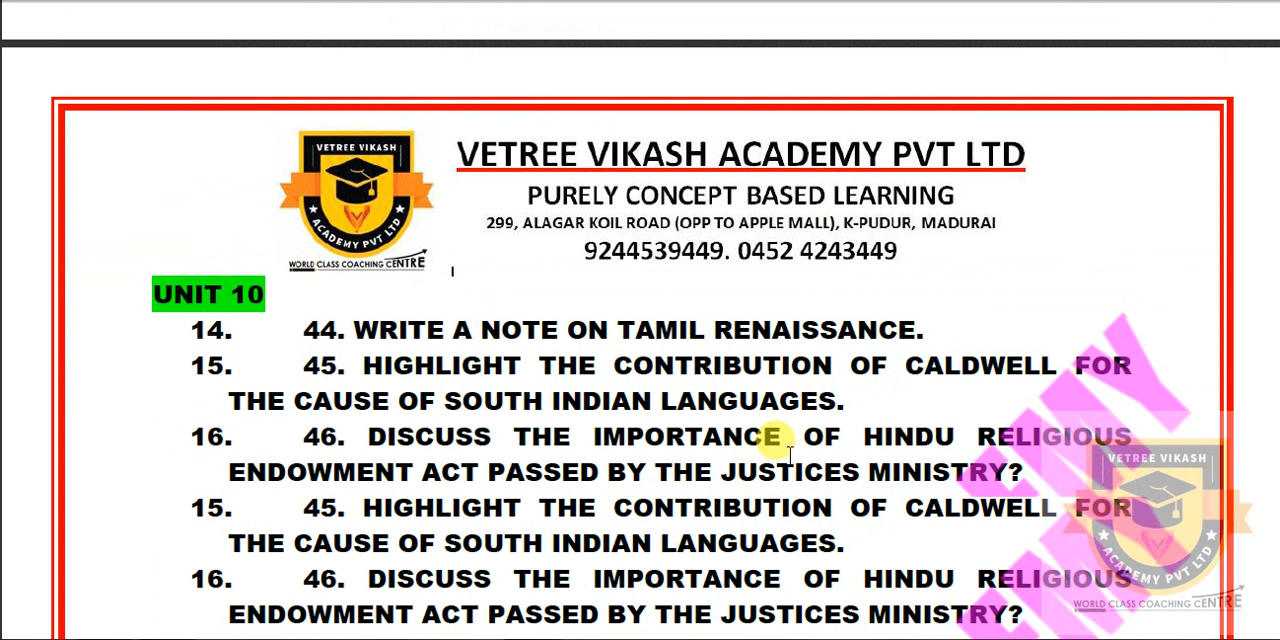 VETREE VIKASH
ACADEMY PVT LTD
WORLD CLASS COACHING CENTRE
VETREE VIKASH ACADEMY PVT LTD
PURELY CONCEPT BASED LEARNING
299, ALAGAR KOIL ROAD (OPP TO APPLE MALL), K-PUDUR, MADURAI
9244539449. 0452 4243449
UNIT 10
14. 44. WRITE A NOTE ON TAMIL RENAISSANCE.
15. 45. HIGHLIGHT THE CONTRIBUTION OF CALDWELL FOR
THE CAUSE OF SOUTH INDIAN LANGUAGES.
16. 46. DISCUSS THE IMPORTANCE OF HINDU RELIGIOUS
ENDOWMENT ACT PASSED BY THE JUSTICES MINISTRY?
15. 45. HIGHLIGHT THE CONTRIBUTION OF CALDWELL FOR
THE CAUSE OF SOUTH INDIAN LANGUAGES.
16. 46. DISCUSS THE IMPORTANCE OF HINDU RELIGIOUS
ENDOWMENT ACT PASSED BY THE JUSTICES MINISTRY?
VETREE VIKASH
ACADEMY PVT LTD
WORLD CLASS COACHING CENTRE